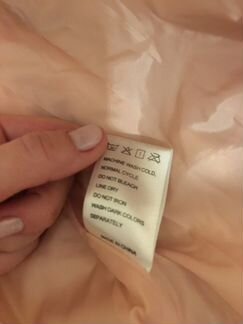 MACHINE WASH COLD,
NORMAL CYCLE
DO NOT BLEACH
LINE DRY
DO NOT IRON
WASH DARK COLORS
SEPARATELY
MADE IN CHINA